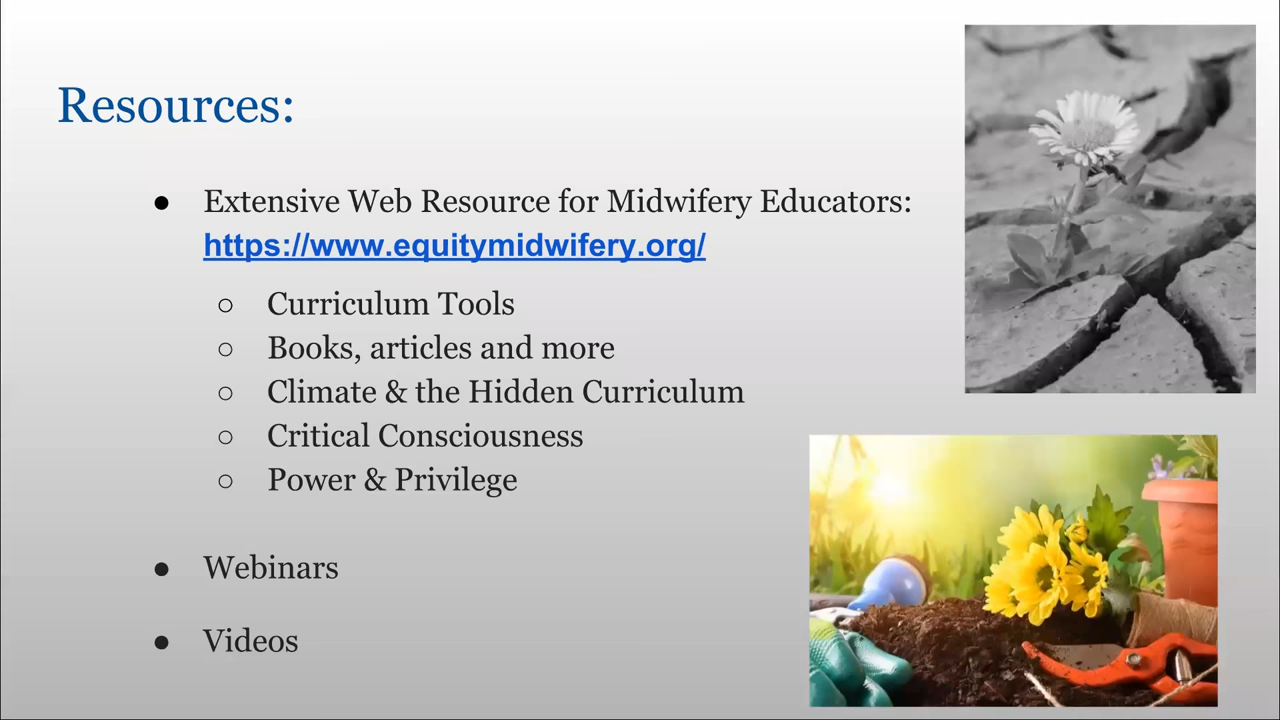 Resources:
● Extensive Web Resource for Midwifery Educators:
https://www.equitymidwifery.org/
○ Curriculum Tools
○ Books, articles and more
○ Climate & the Hidden Curriculum
○ Critical Consciousness
○ Power & Privilege
● Webinars
● Videos